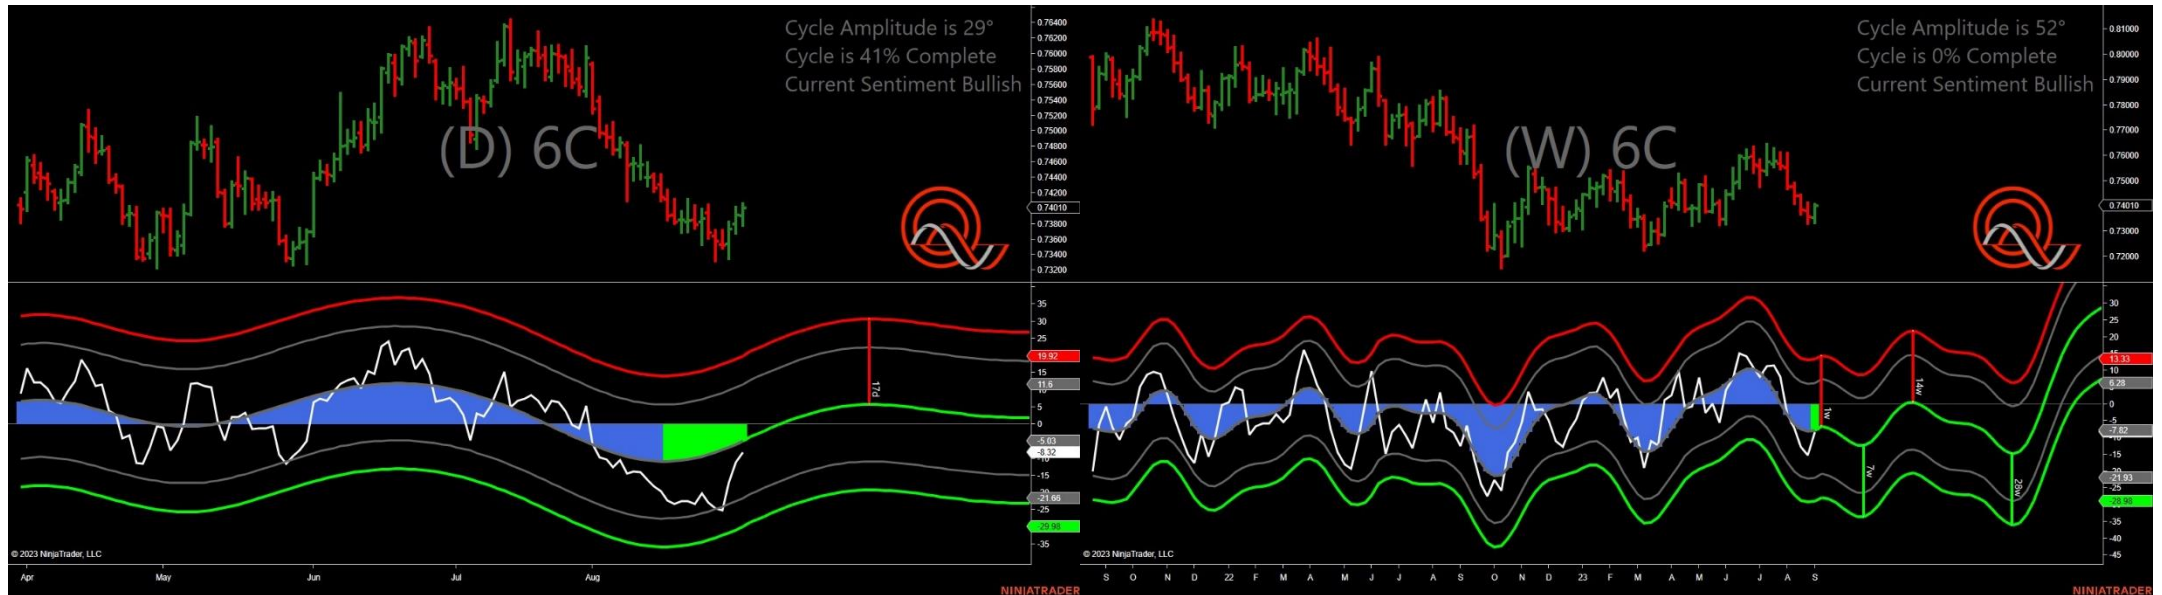 Cycle Amplitude is 29°
Cycle is 41% Complete
Current Sentiment Bullish
(D) 6C
0.76400
0.76200
0.76000
0.75800
0.75600
0.75400
0.75200
0.75000
0.74800
0.74600
0.74400
0.74200
0.74010
0.73800
0.73600
0.73400
0.73200
35
30
25
19.92
15
11.6
5
0
-5.03
-8.32
-15
-21.66
-25
-29.98
-35
17d
© 2023 NinjaTrader, LLC
Apr May Jun Jul Aug
NINJATRADER
Cycle Amplitude is 52°
Cycle is 0% Complete
Current Sentiment Bullish
(W) 6C
0.81000
0.80000
0.79000
0.78000
0.77000
0.76000
0.75000
0.74010
0.73000
0.72000
30
25
20
13.33
6.28
0
-7.82
-15
-21.93
-28.98
-35
-40
-45
1w
7w
14w
28w
© 2023 NinjaTrader, LLC
S O N D 22 F M A M J J A S O N D 23 F M A M J J A S
NINJATRADER